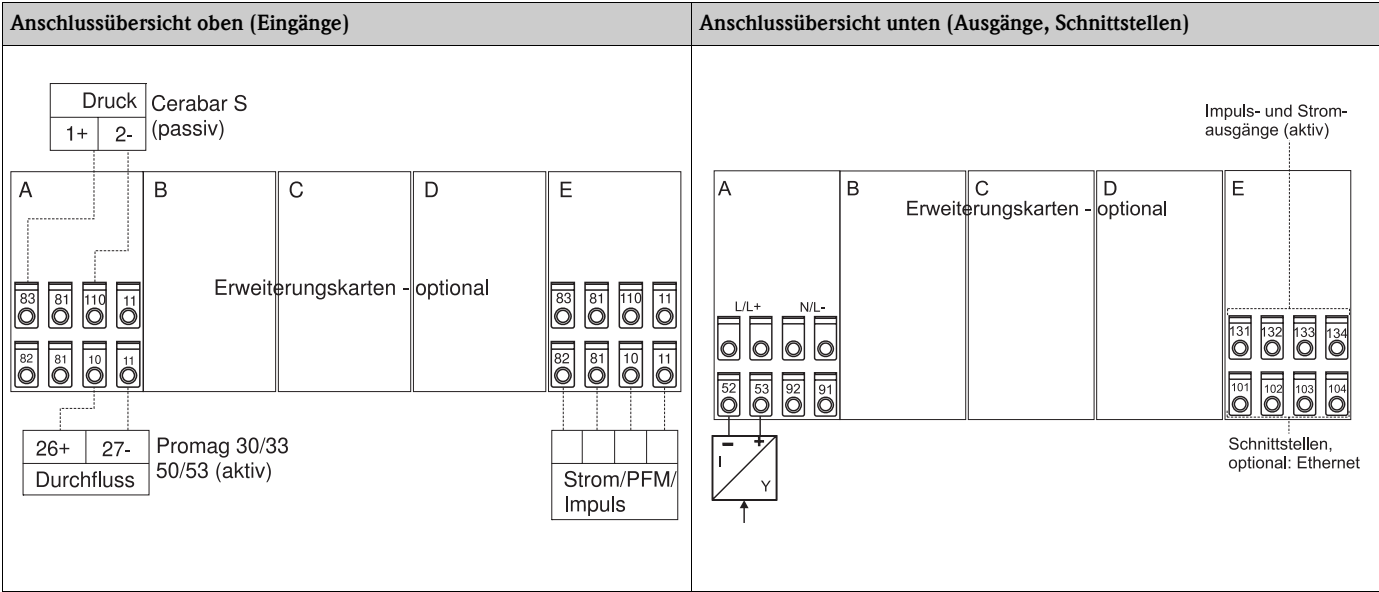 Anschlussübersicht oben (Eingänge)
Druck
1+ 2-
Cerabar S
(passiv)
A B C D E
Erweiterungskarten - optional
83 81 110 11
82 81 10 11
83 81 110 11
82 81 10 11
26+ 27-
Durchfluss
Promag 30/33
50/53 (aktiv)
Strom/PFM/
Impuls
Anschlussübersicht unten (Ausgänge, Schnittstellen)
Impuls- und Strom-
ausgänge (aktiv)
A B C D E
Erweiterungskarten - optional
L/L+ N/L-
52 53 92 91
131 132 133 134
101 102 103 104
- +
I
Y
Schnittstellen,
optional: Ethernet